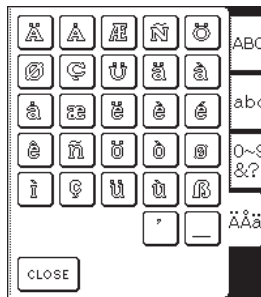 Ä Å Æ Ñ Ö
Ø Ç Ü ä à
å æ ë è é
ê ñ ö ò ø
ì ç ü ù ß
' _
CLOSE
ABC
abc
0~9
&?
ÄÅä